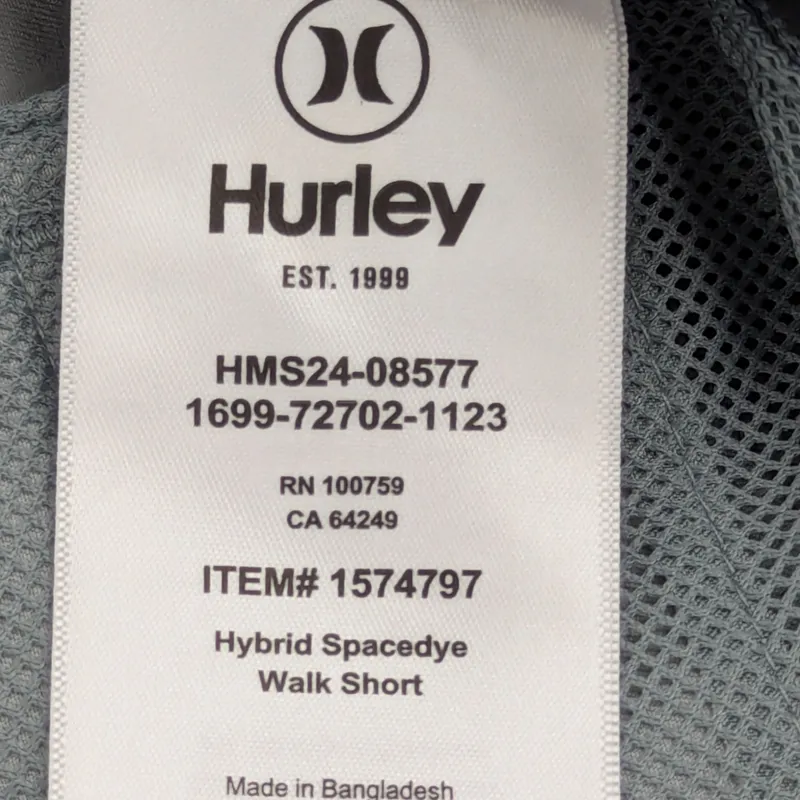 Hurley
EST. 1999
HMS24-08577
1699-72702-1123
RN 100759
CA 64249
ITEM# 1574797
Hybrid Spacedye
Walk Short
Made in Bangladesh